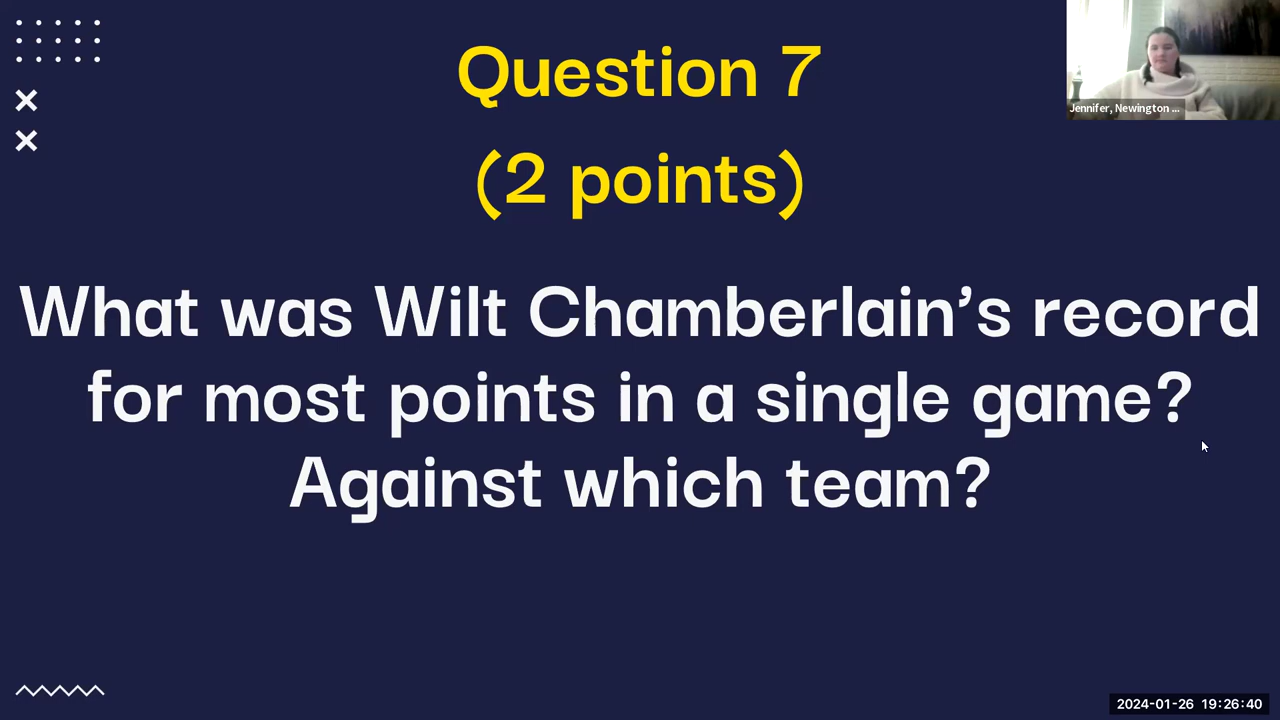 Question 7
(2 points)
Jennifer, Newington ...
What was Wilt Chamberlain’s record
for most points in a single game?
Against which team?
2024-01-26 19:26:40